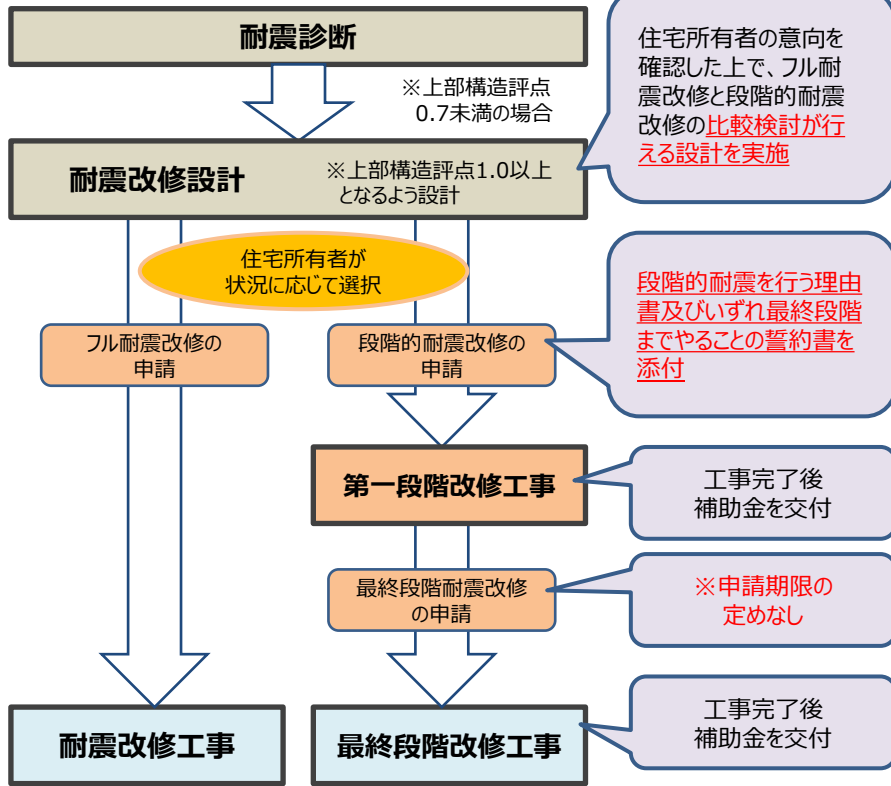 耐震診断
※上部構造評点
0.7未満の場合
住宅所有者の意向を
確認した上で、フル耐
震改修と段階的耐震
改修の比較検討が行
える設計を実施
耐震改修設計
※上部構造評点1.0以上
となるよう設計
住宅所有者が
状況に応じて選択
フル耐震改修の
申請
段階的耐震改修の
申請
段階的耐震を行う理由
書及びいずれ最終段階
までやることの誓約書を
添付
第一段階改修工事
工事完了後
補助金を交付
最終段階耐震改修
の申請
※申請期限の
定めなし
耐震改修工事
最終段階改修工事
工事完了後
補助金を交付